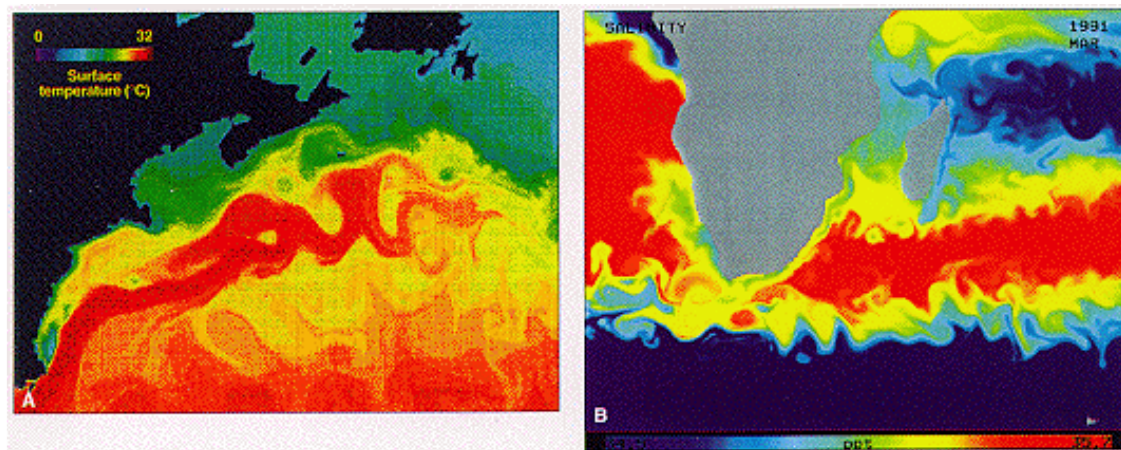 0 32
Surface
temperature (°C)
A
SALINITY
1991
MAR
B
ppt